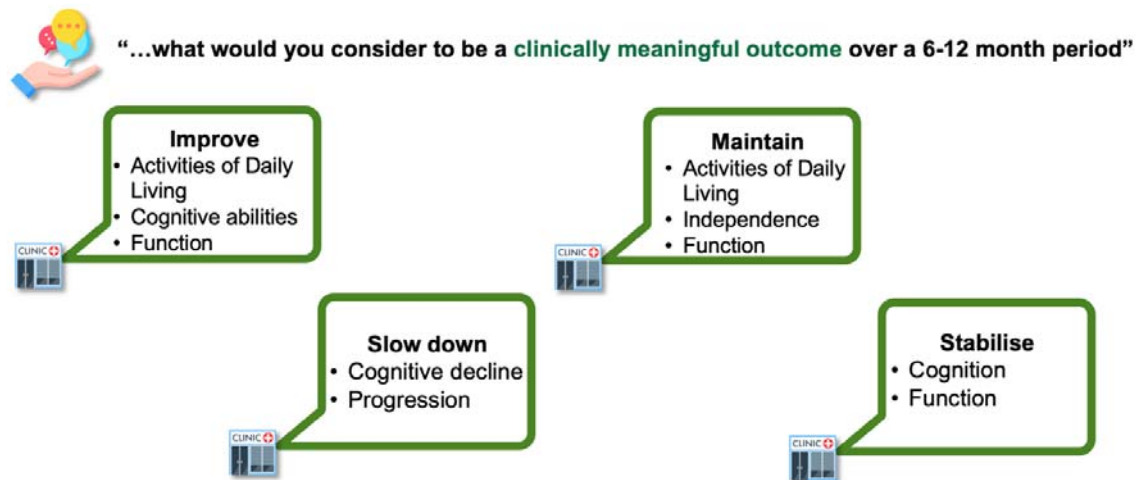 “...what would you consider to be a clinically meaningful outcome over a 6-12 month period”
Improve
• Activities of Daily
Living
• Cognitive abilities
• Function
CLINIC
Maintain
• Activities of Daily
Living
• Independence
• Function
CLINIC
Slow down
• Cognitive decline
• Progression
CLINIC
Stabilise
• Cognition
• Function
CLINIC